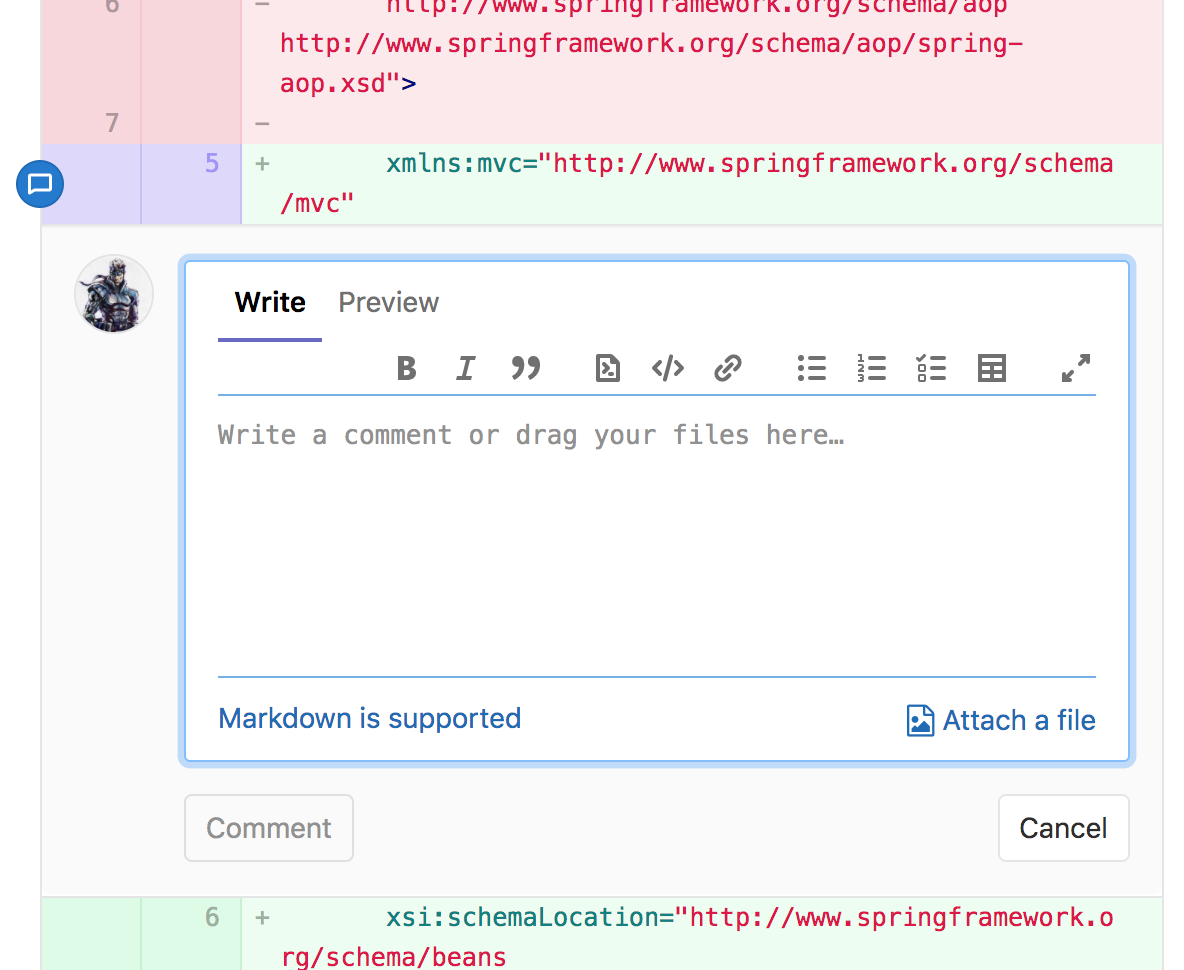 6 − http://www.springframework.org/schema/aop
http://www.springframework.org/schema/aop/spring-
aop.xsd">
7 −
5 + xmlns:mvc="http://www.springframework.org/schema
/mvc"
Write Preview
B I
Write a comment or drag your files here…
Markdown is supported Attach a file
Comment Cancel
6 + xsi:schemaLocation="http://www.springframework.o
rg/schema/beans